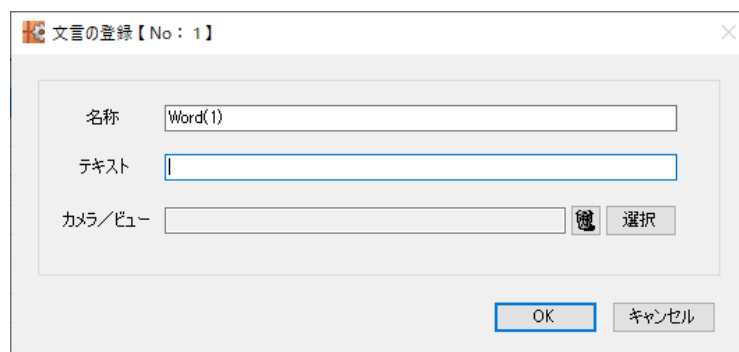 文言の登録【No： 1】
名称 Word(1)
テキスト
カメラ／ビュー 選択
OK キャンセル